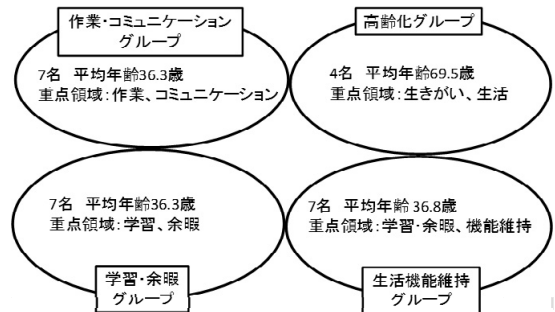 作業・コミュニケーション
グループ
7名　平均年齢36.3歳
重点領域：作業、コミュニケーション
高齢化グループ
4名　平均年齢69.5歳
重点領域：生きがい、生活
7名　平均年齢36.3歳
重点領域：学習、余暇
学習・余暇
グループ
7名　平均年齢 36.8歳
重点領域：学習・余暇、機能維持
生活機能維持
グループ